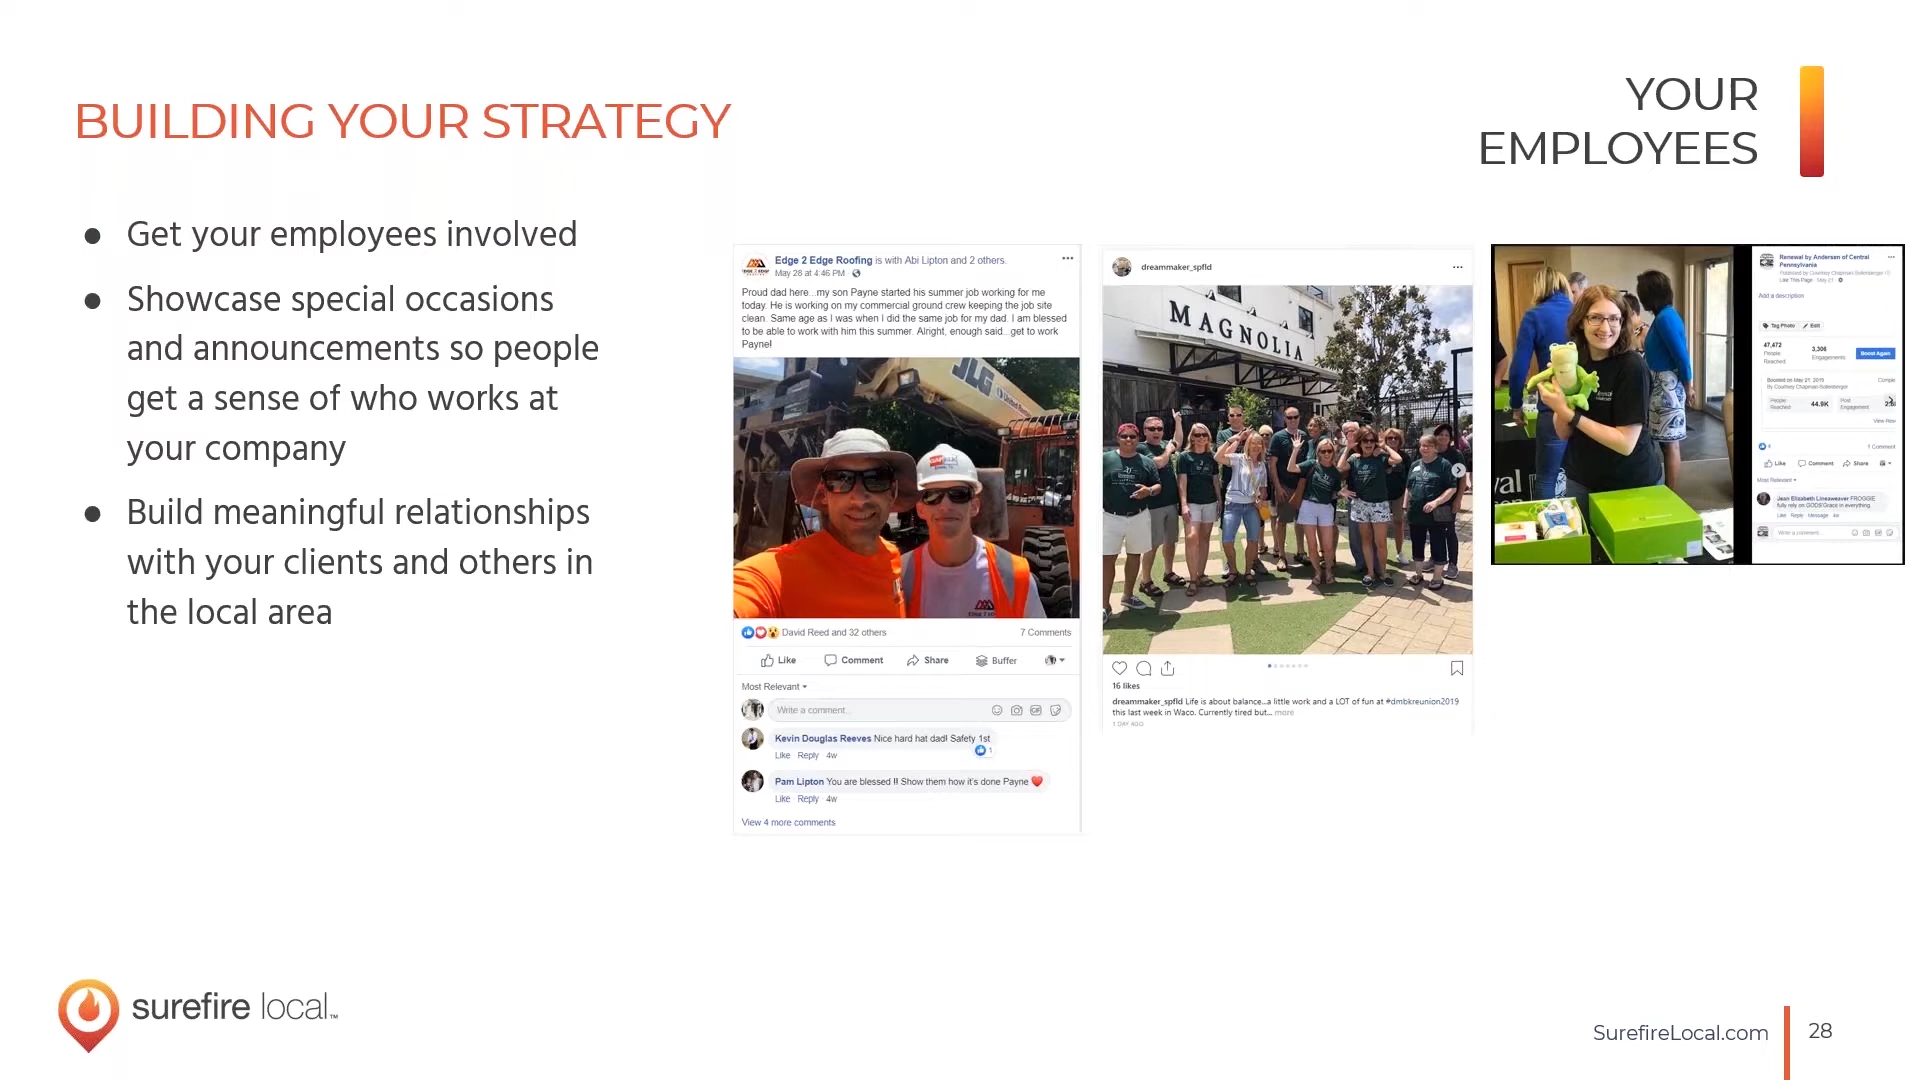 BUILDING YOUR STRATEGY
YOUR
EMPLOYEES
● Get your employees involved
● Showcase special occasions
and announcements so people
get a sense of who works at
your company
● Build meaningful relationships
with your clients and others in
the local area
Edge 2 Edge Roofing is with Abi Lipton and 2 others.
May 28 at 4:46 PM ·
Proud dad here...my son Payne started his summer job working for me
today. He is working on my commercial ground crew keeping the job site
clean. Same age as I was when I did the same job for my dad. I am blessed
to be able to work with him this summer. Alright, enough said...get to work
Payne!
JLG
David Reed and 32 others
7 Comments
Like Comment Share Buffer
Most Relevant
Write a comment...
Kevin Douglas Reeves Nice hard hat dad! Safety 1st
1
Like · Reply · 4w
Pam Lipton You are blessed !! Show them how it's done Payne
Like · Reply · 4w
View 4 more comments
dreammaker_spfld
MAGNOLIA
16 likes
dreammaker_spfld Life is about balance...a little work and a LOT of fun at #dmbkreunion2019
this last week in Waco. Currently tired but... more
1 DAY AGO
Renewal by Andersen of Central
Pennsylvania
Published by Courtney Chapman
Like This Page · May 21 ·
Add a description
Tag Photo Edit
47,472
People
Reached
3,306
Engagements
Boost Again
Boosted on May 21, 2019
By Courtney Chapman
Comple
People
Reached
44.9K
Post
Engagement
View Res
4
1 Comment
Like Comment Share
Most Relevant
Jean Elizabeth Lineaweaver FROGGIE
fully rely on GODS!Grace in everything.
Like · Reply · Message · 4w
Write a comment...
surefire local™
SurefireLocal.com
28